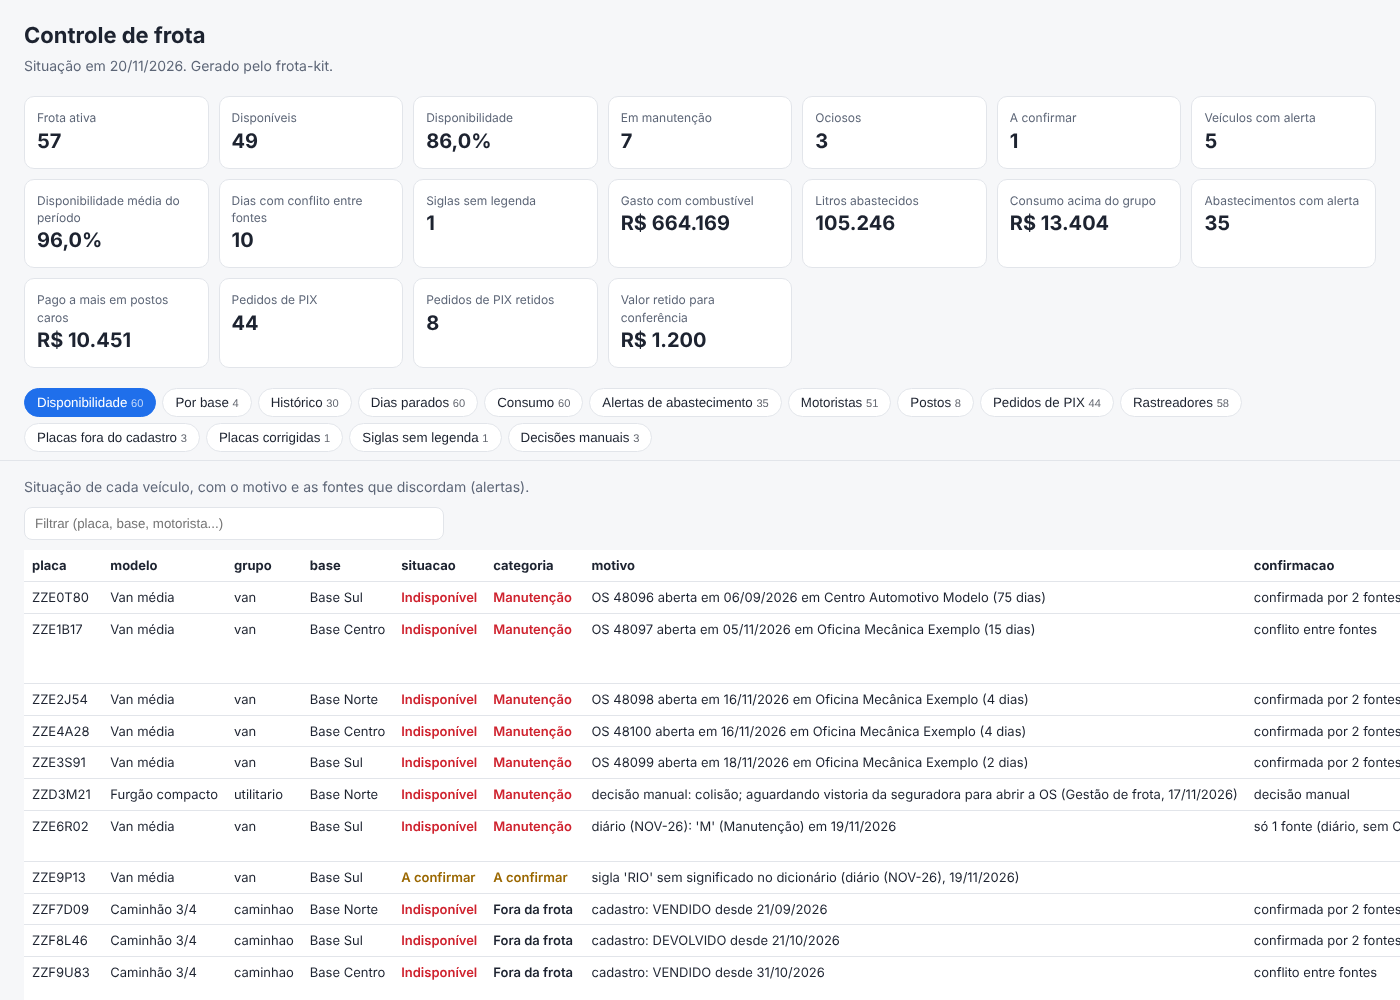 Controle de frota
Situação em 20/11/2026. Gerado pelo frota-kit.
Frota ativa
57
Disponíveis
49
Disponibilidade
86,0%
Em manutenção
7
Ociosos
3
A confirmar
1
Veículos com alerta
5
Disponibilidade média do
período
96,0%
Dias com conflito entre
fontes
10
Siglas sem legenda
1
Gasto com combustível
R$ 664.169
Litros abastecidos
105.246
Consumo acima do grupo
R$ 13.404
Abastecimentos com alerta
35
Pago a mais em postos
caros
R$ 10.451
Pedidos de PIX
44
Pedidos de PIX retidos
8
Valor retido para
conferência
R$ 1.200
Disponibilidade 60 Por base 4 Histórico 30 Dias parados 60 Consumo 60 Alertas de abastecimento 35 Motoristas 51 Postos 8 Pedidos de PIX 44 Rastreadores 58
Placas fora do cadastro 3 Placas corrigidas 1 Siglas sem legenda 1 Decisões manuais 3
Situação de cada veículo, com o motivo e as fontes que discordam (alertas).
Filtrar (placa, base, motorista...)
placa modelo grupo base situacao categoria motivo confirmacao
ZZE0T80 Van média van Base Sul Indisponível Manutenção OS 48096 aberta em 06/09/2026 em Centro Automotivo Modelo (75 dias) confirmada por 2 fontes
ZZE1B17 Van média van Base Centro Indisponível Manutenção OS 48097 aberta em 05/11/2026 em Oficina Mecânica Exemplo (15 dias) conflito entre fontes
ZZE2J54 Van média van Base Norte Indisponível Manutenção OS 48098 aberta em 16/11/2026 em Oficina Mecânica Exemplo (4 dias) confirmada por 2 fontes
ZZE4A28 Van média van Base Centro Indisponível Manutenção OS 48100 aberta em 16/11/2026 em Oficina Mecânica Exemplo (4 dias) confirmada por 2 fontes
ZZE3S91 Van média van Base Sul Indisponível Manutenção OS 48099 aberta em 18/11/2026 em Oficina Mecânica Exemplo (2 dias) confirmada por 2 fontes
ZZD3M21 Furgão compacto utilitario Base Norte Indisponível Manutenção decisão manual: colisão; aguardando vistoria da seguradora para abrir a OS (Gestão de frota, 17/11/2026) decisão manual
ZZE6R02 Van média van Base Sul Indisponível Manutenção diário (NOV-26): 'M' (Manutenção) em 19/11/2026 só 1 fonte (diário, sem
ZZE9P13 Van média van Base Sul A confirmar A confirmar sigla 'RIO' sem significado no dicionário (diário (NOV-26), 19/11/2026)
ZZF7D09 Caminhão 3/4 caminhao Base Norte Indisponível Fora da frota cadastro: VENDIDO desde 21/09/2026 confirmada por 2 fontes
ZZF8L46 Caminhão 3/4 caminhao Base Sul Indisponível Fora da frota cadastro: DEVOLVIDO desde 21/10/2026 confirmada por 2 fontes
ZZF9U83 Caminhão 3/4 caminhao Base Centro Indisponível Fora da frota cadastro: VENDIDO desde 31/10/2026 conflito entre fontes